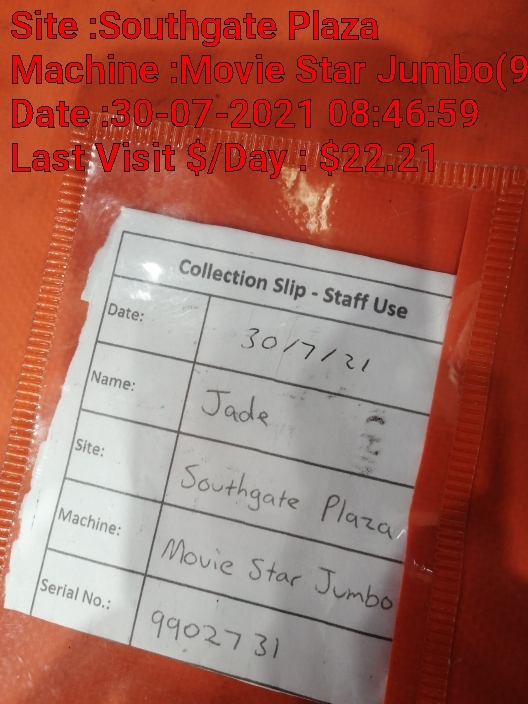 Site :Southgate Plaza
Machine :Movie Star Jumbo(9
Date :30-07-2021 08:46:59
Last Visit $/Day : $22.21
Collection Slip - Staff Use
Date: 30/7/21
Name: Jade
Site: Southgate Plaza
Machine: Movie Star Jumbo
Serial No.: 9902731